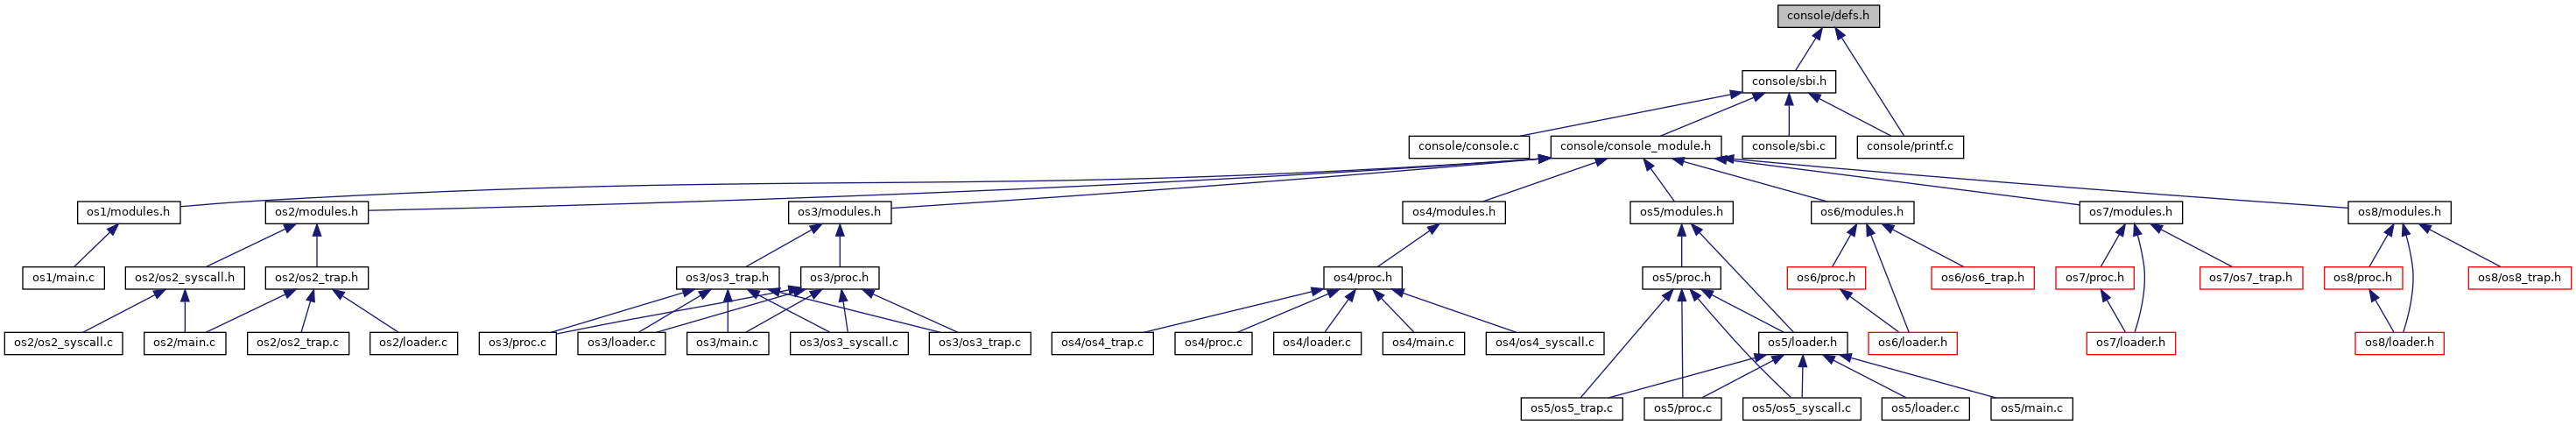 console/defs.h
console/sbi.h
console/console.c
console/console_module.h
console/sbi.c
console/printf.c
os1/modules.h
os2/modules.h
os3/modules.h
os4/modules.h
os5/modules.h
os6/modules.h
os7/modules.h
os8/modules.h
os1/main.c
os2/os2_syscall.h
os2/os2_trap.h
os3/os3_trap.h
os3/proc.h
os4/proc.h
os5/proc.h
os6/proc.h
os6/os6_trap.h
os7/proc.h
os7/os7_trap.h
os8/proc.h
os8/os8_trap.h
os2/os2_syscall.c
os2/main.c
os2/os2_trap.c
os2/loader.c
os3/proc.c
os3/loader.c
os3/main.c
os3/os3_syscall.c
os3/os3_trap.c
os4/os4_trap.c
os4/proc.c
os4/loader.c
os4/main.c
os4/os4_syscall.c
os5/loader.h
os6/loader.h
os7/loader.h
os8/loader.h
os5/os5_trap.c
os5/proc.c
os5/os5_syscall.c
os5/loader.c
os5/main.c